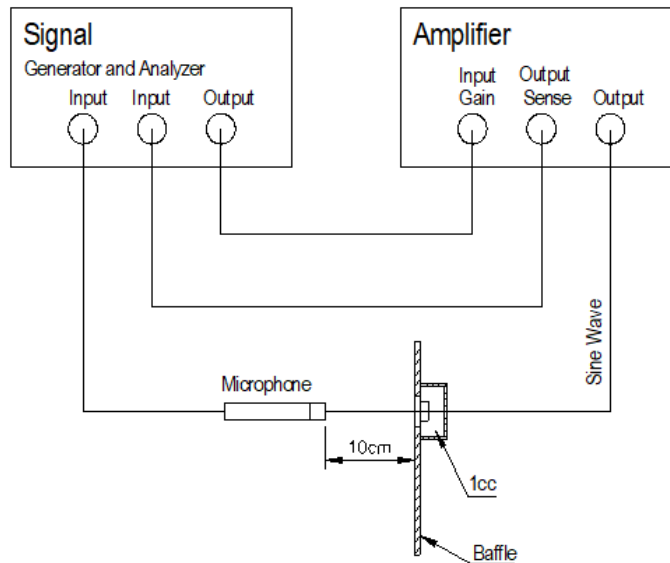 Signal
Generator and Analyzer
Input Input Output
Amplifier
Input Gain
Output Sense
Output
Sine Wave
Microphone
10cm
1cc
Baffle